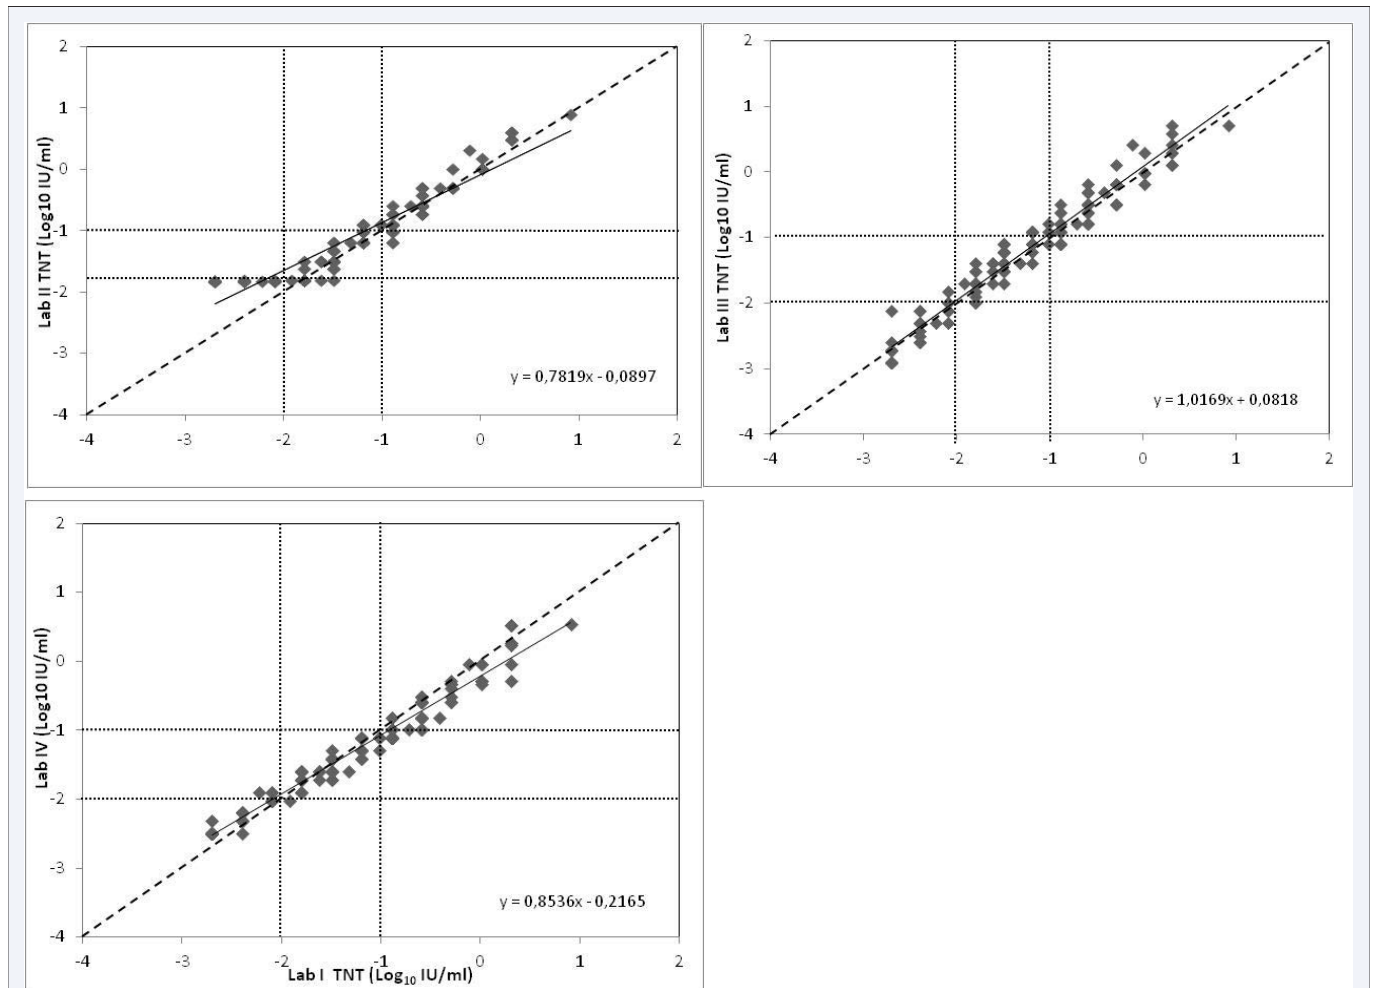 2
1
0
-1
-2
-3
-4
Lab II TNT (Log10 IU/ml)
y = 0,7819x - 0,0897
-4 -3 -2 -1 0 1 2
2
1
0
-1
-2
-3
-4
Lab III TNT (Log10 IU/ml)
y = 1,0169x + 0,0818
-4 -3 -2 -1 0 1 2
2
1
0
-1
-2
-3
-4
Lab IV (Log10 IU/ml)
y = 0,8536x - 0,2165
-4 -3 -2 -1 0 1 2
Lab I TNT (Log10 IU/ml)